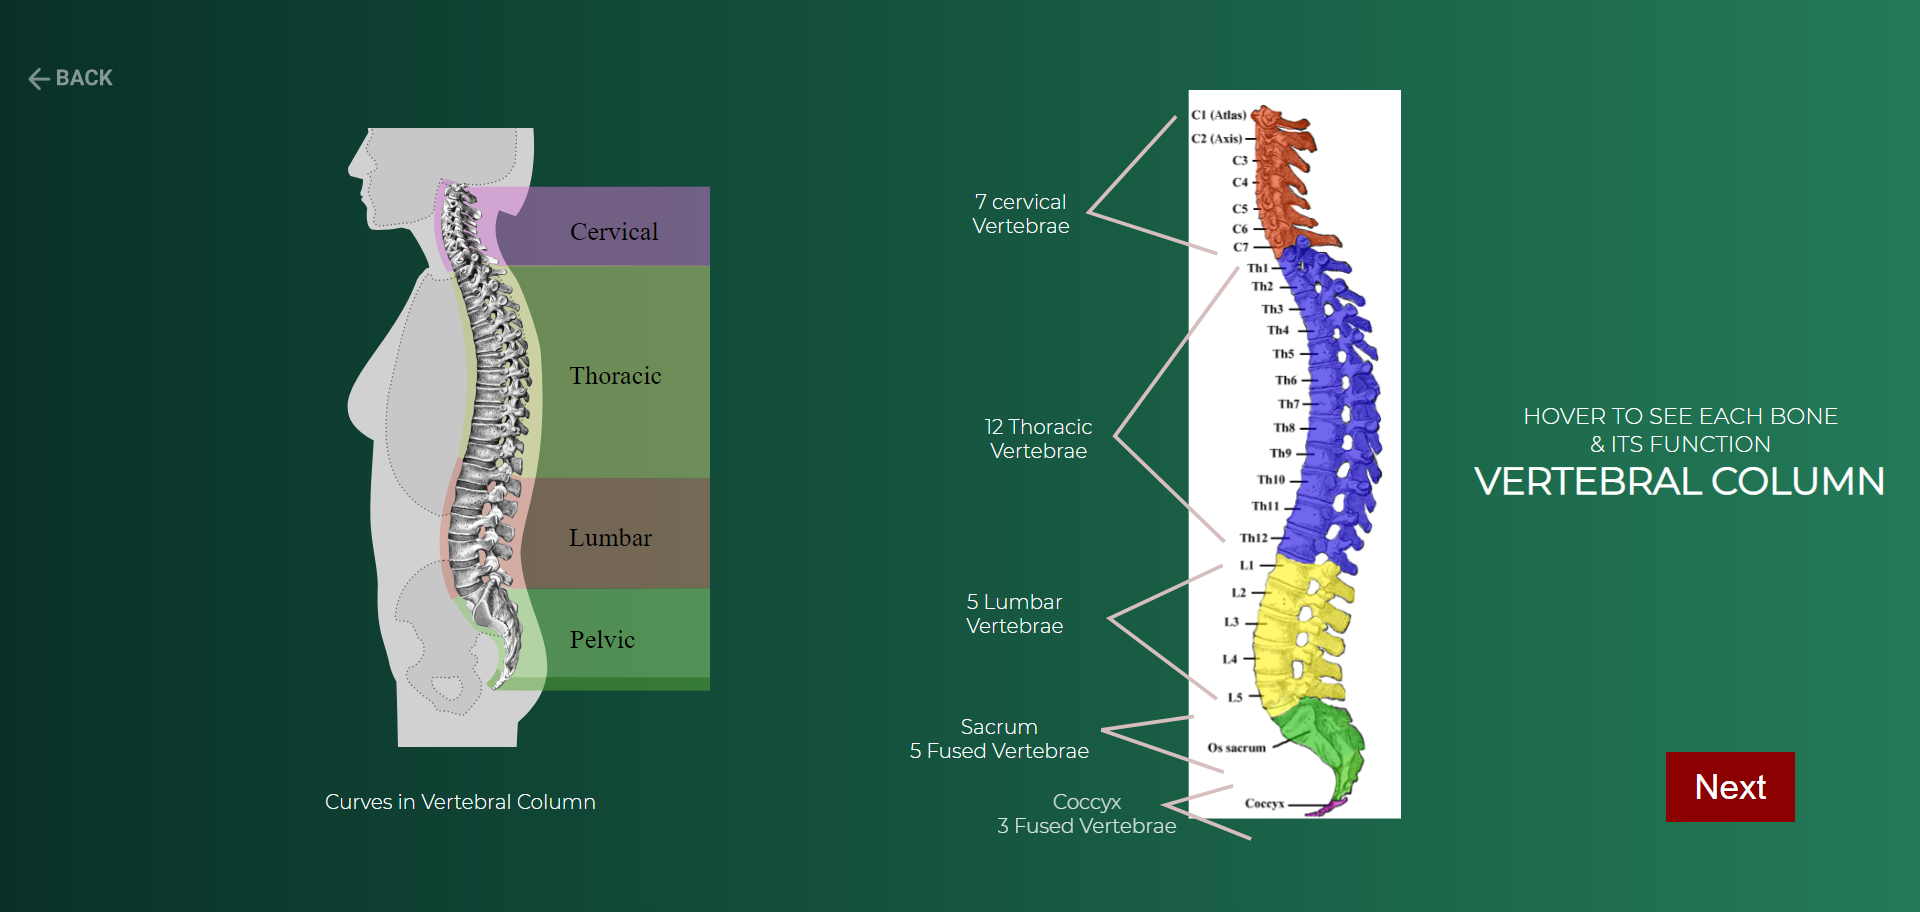 BACK
Cervical
Thoracic
Lumbar
Pelvic
Curves in Vertebral Column
7 cervical
Vertebrae
12 Thoracic
Vertebrae
5 Lumbar
Vertebrae
Sacrum
5 Fused Vertebrae
Coccyx
3 Fused Vertebrae
C1 (Atlas)
C2 (Axis)
C3
C4
C5
C6
C7
Th1
Th2
Th3
Th4
Th5
Th6
Th7
Th8
Th9
Th10
Th11
Th12
L1
L2
L3
L4
L5
Os sacrum
Coccyx
HOVER TO SEE EACH BONE
& ITS FUNCTION
VERTEBRAL COLUMN
Next